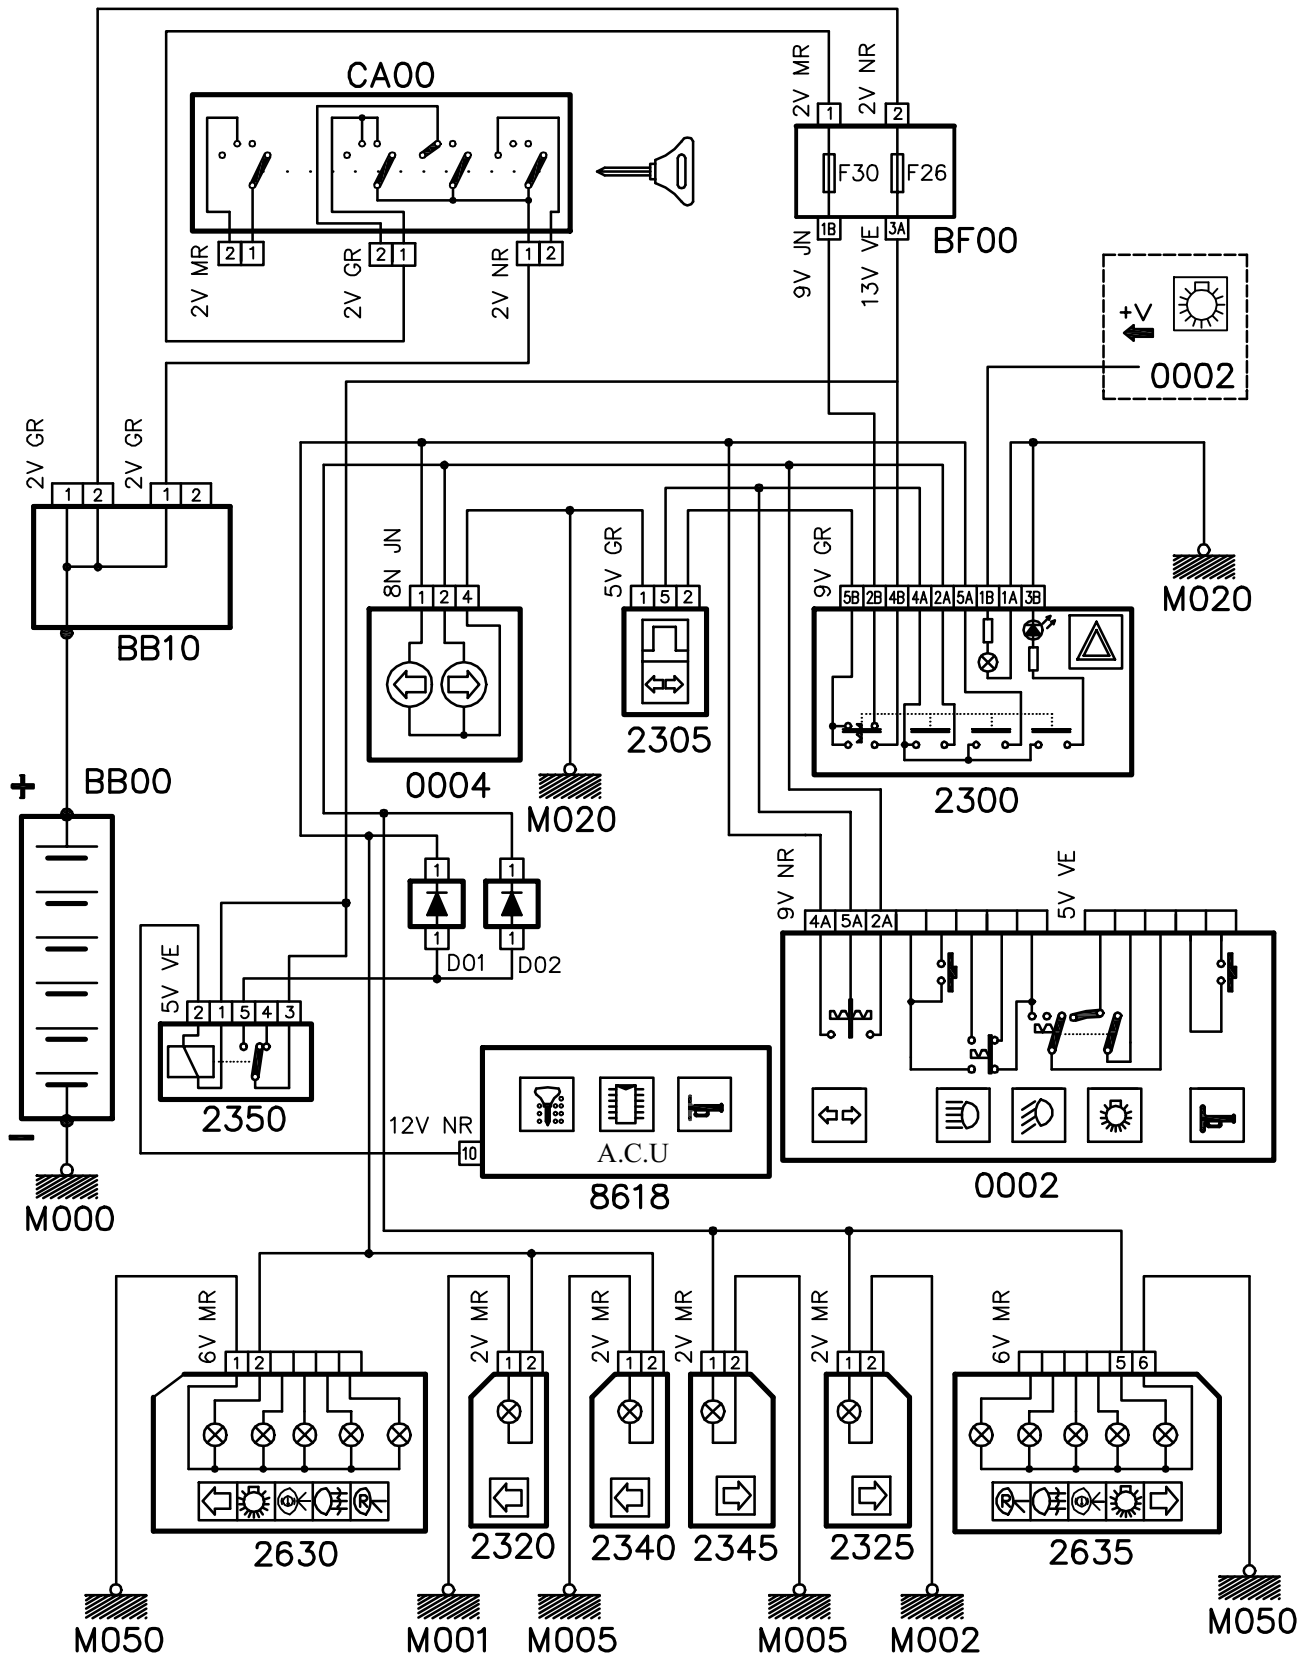 CA00
2V MR
2V NR
1
2
F30
F26
2 1
2 1
1 2
1B
3A
BF00
2V MR
2V GR
2V NR
9V JN
13V VE
+V
0002
2V GR
2V GR
1 2
1 2
BB10
8N JN
5V GR
9V GR
1 2 4
1 5 2
5B 2B 4B 4A 2A 5A 1B 1A 3B
M020
2305
0004
M020
2300
+
BB00
1
1
9V NR
5V VE
4A 5A 2A
1
1
D01
D02
5V VE
2 1 5 4 3
2350
12V NR
10
A.C.U
8618
0002
-
M000
6V MR
2V MR
2V MR
2V MR
2V MR
6V MR
1 2
1 2
1 2
1 2
1 2
5 6
R
R
2630
2320
2340
2345
2325
2635
M050
M001
M005
M005
M002
M050